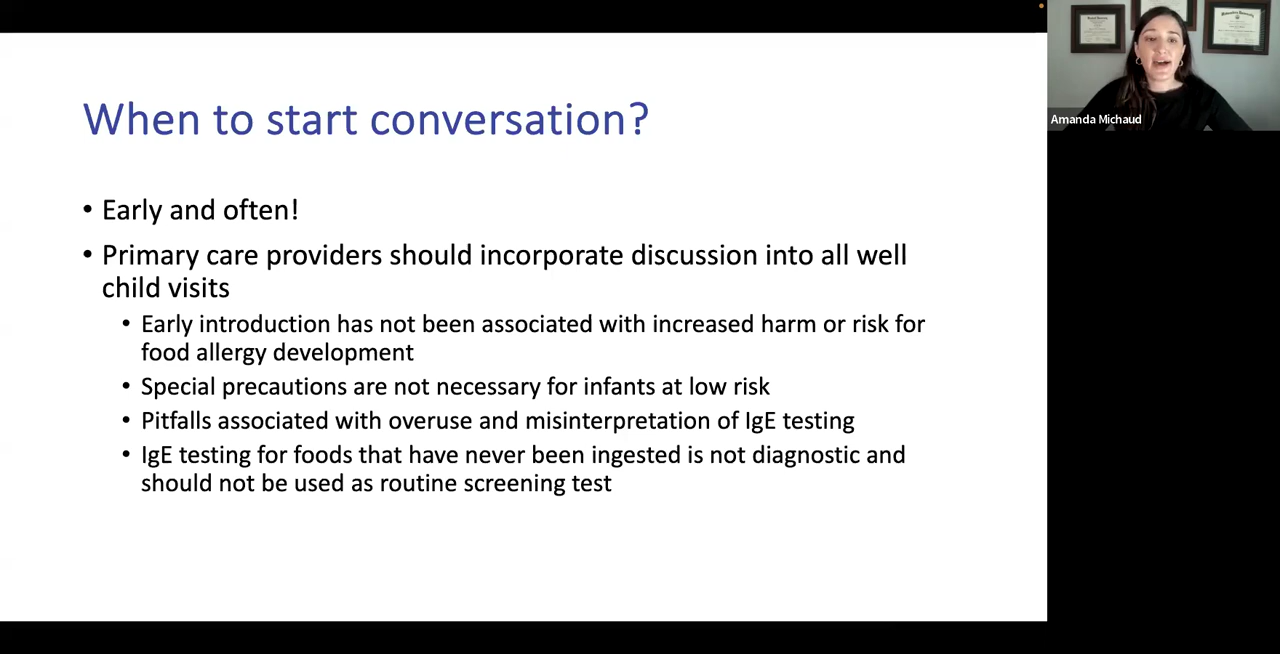 When to start conversation?
• Early and often!
• Primary care providers should incorporate discussion into all well
child visits
• Early introduction has not been associated with increased harm or risk for
food allergy development
• Special precautions are not necessary for infants at low risk
• Pitfalls associated with overuse and misinterpretation of IgE testing
• IgE testing for foods that have never been ingested is not diagnostic and
should not be used as routine screening test
Amanda Michaud